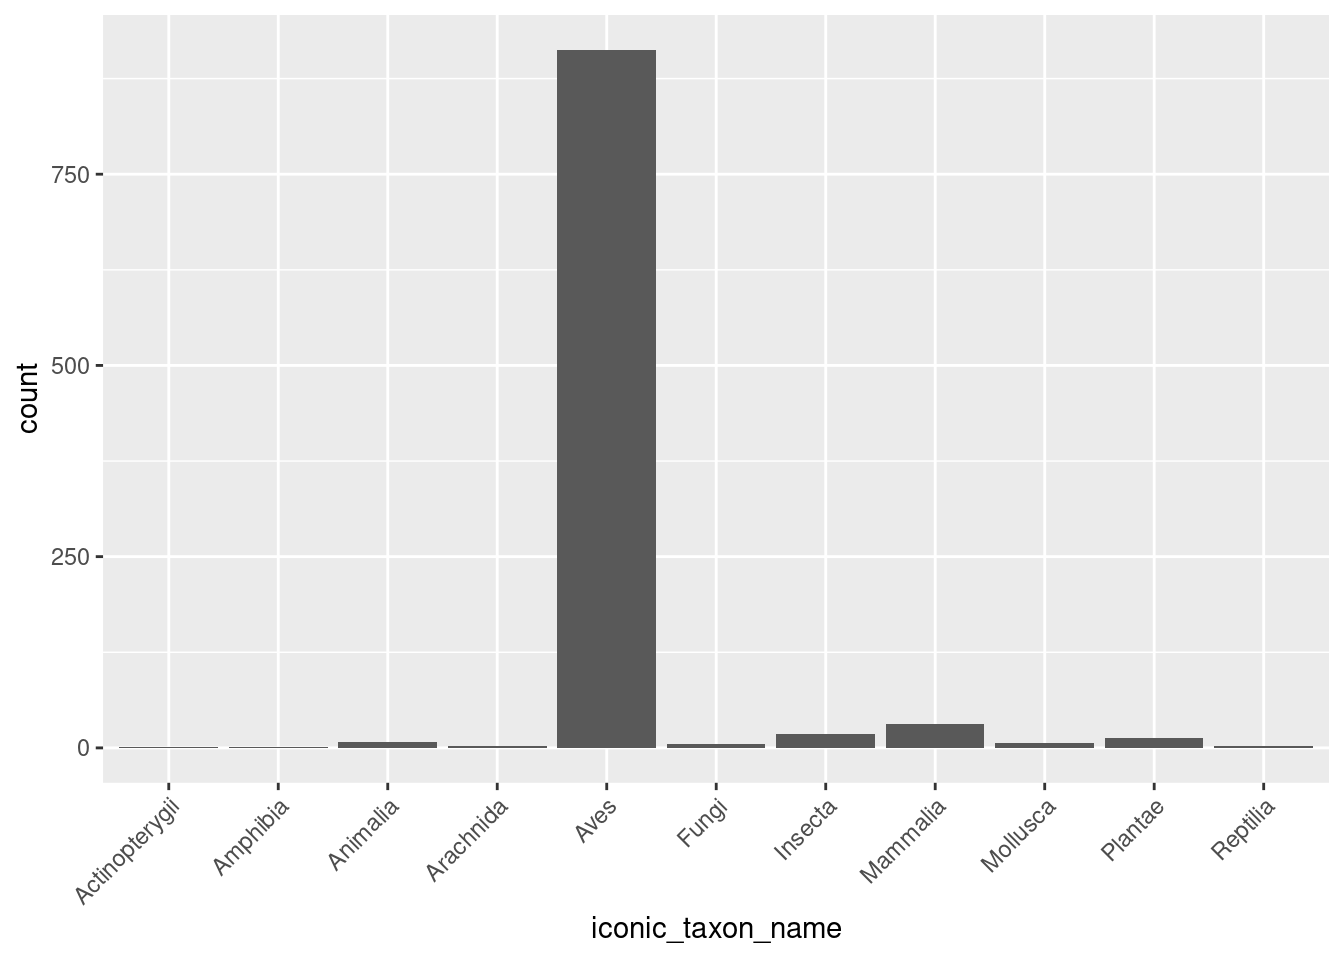 count
750
500
250
0
Actinopterygii
Amphibia
Animalia
Arachnida
Aves
Fungi
Insecta
Mammalia
Mollusca
Plantae
Reptilia
iconic_taxon_name